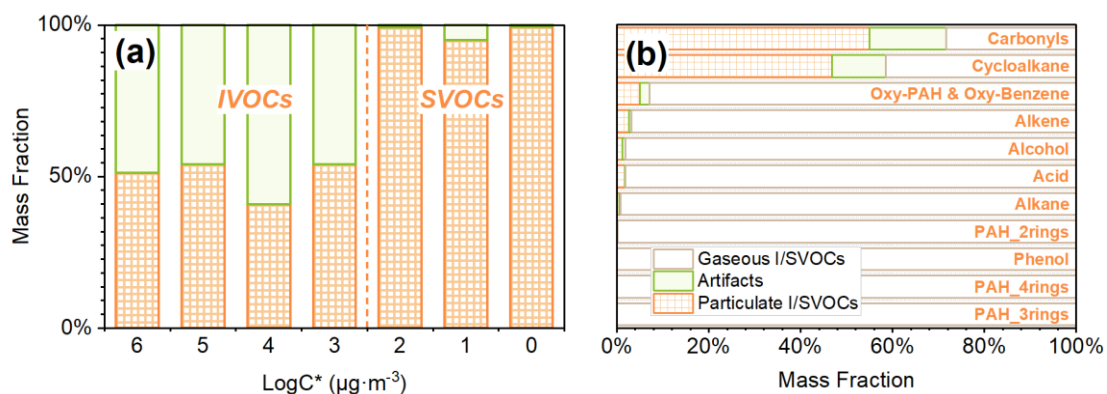 (a)
100%
50%
0%
Mass Fraction
IVOCs
SVOCs
6 5 4 3 2 1 0
LogC* (μg·m⁻³)
(b)
Carbonyls
Cycloalkane
Oxy-PAH & Oxy-Benzene
Alkene
Alcohol
Acid
Alkane
PAH_2rings
Phenol
PAH_4rings
PAH_3rings
Gaseous I/SVOCs
Artifacts
Particulate I/SVOCs
0% 20% 40% 60% 80% 100%
Mass Fraction